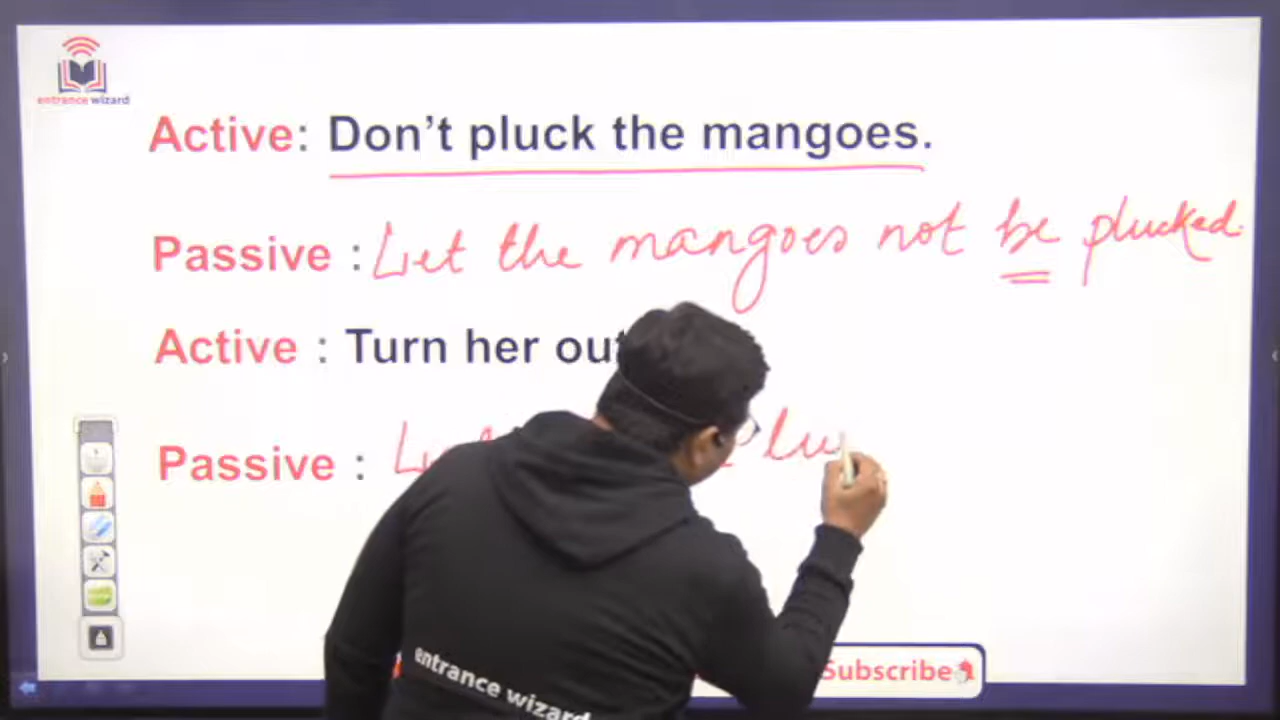 entrance wizard
Active: Don't pluck the mangoes.
Passive : Let the mangoes not be plucked.
Active : Turn her out
Passive :
entrance wizard
Subscribe